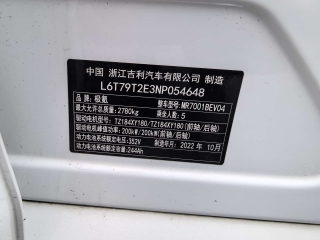 中国 浙江吉利汽车有限公司 制造
L6T79T2E3NP054648
品牌: 极氪 整车型号: MR7001BEV04
最大允许总质量: 2780kg 乘坐人数: 5
驱动电机型号: TZ184XY180/TZ184XY180(前轴/后轴)
驱动电机峰值功率: 200kW/200kW(前轴/后轴)
动力电池系统额定电压: 352V 制造年月: 2022 年 10 月
动力电池系统额定容量: 244Ah